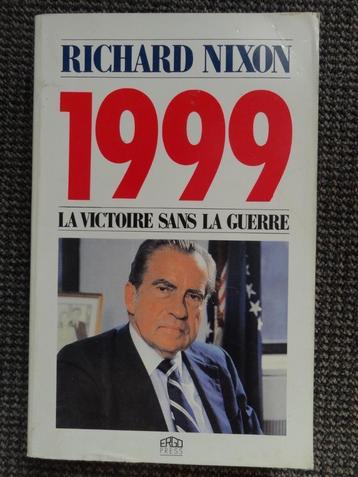 RICHARD NIXON
1999
LA VICTOIRE SANS LA GUERRE
ERGO
PRESS